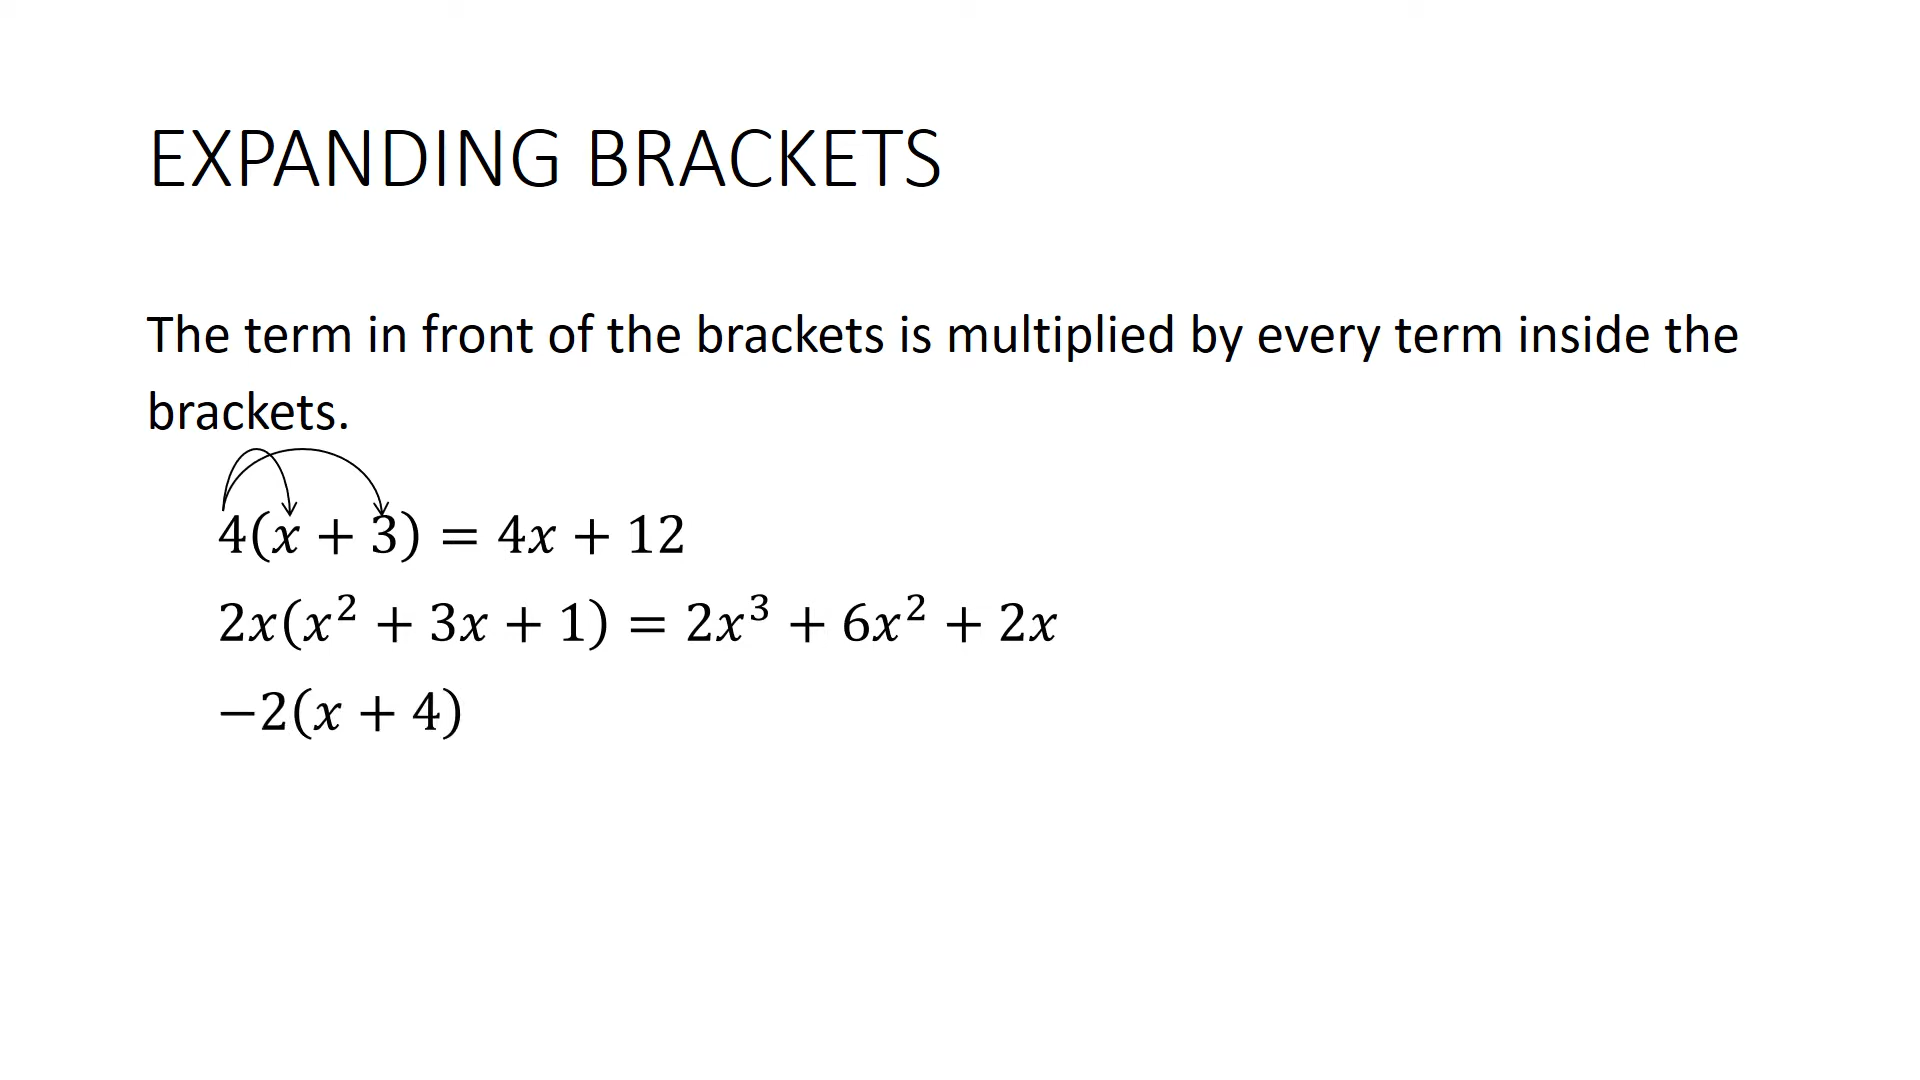 EXPANDING BRACKETS
The term in front of the brackets is multiplied by every term inside the
brackets.
4(x + 3) = 4x + 12
2x(x² + 3x + 1) = 2x³ + 6x² + 2x
−2(x + 4)